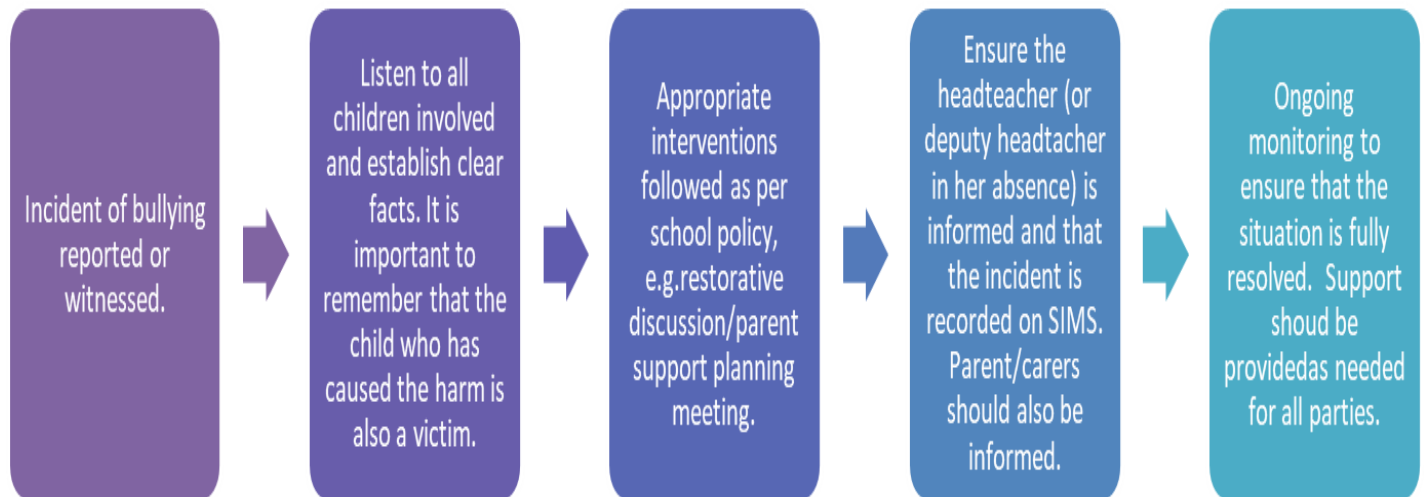 Incident of bullying
reported or
witnessed.
Listen to all
children involved
and establish clear
facts. It is
important to
remember that the
child who has
caused the harm is
also a victim.
Appropriate
interventions
followed as per
school policy,
e.g.restorative
discussion/parent
support planning
meeting.
Ensure the
headteacher (or
deputy headtacher
in her absence) is
informed and that
the incident is
recorded on SIMS.
Parent/carers
should also be
informed.
Ongoing
monitoring to
ensure that the
situation is fully
resolved.  Support
shoud be
providedas needed
for all parties.